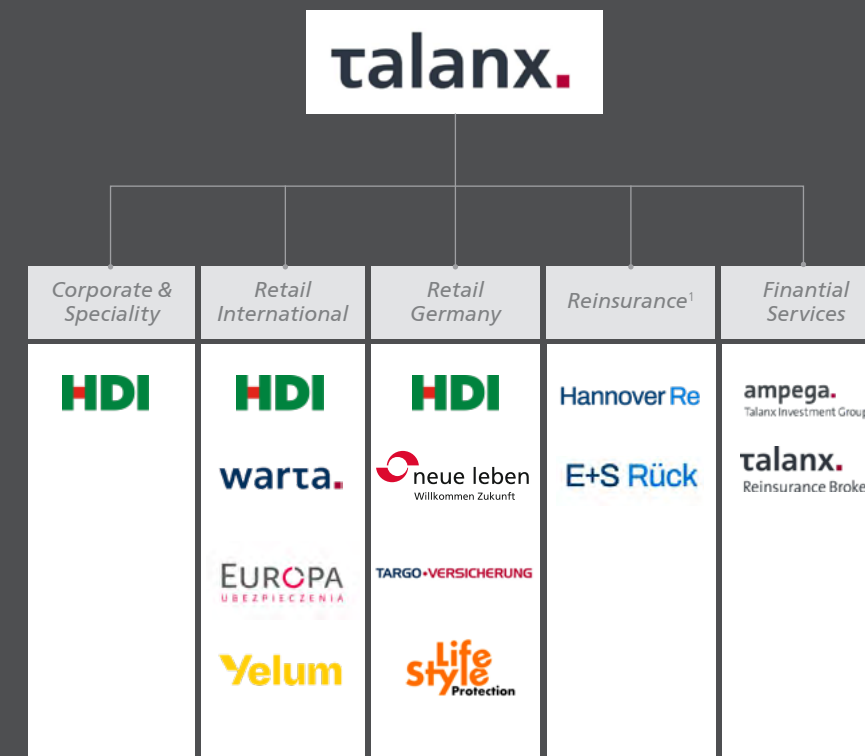 talanx.
Corporate &
Speciality
Retail
International
Retail
Germany
Reinsurance¹
Finantial
Services
HDI
HDI
warta.
EUROPA
UBEZPIECZENIA
Yelum
HDI
neue leben
Willkommen Zukunft
TARGO•VERSICHERUNG
Life
Style
Protection
Hannover Re
E+S Rück
ampega.
Talanx Investment Group
talanx.
Reinsurance Broke